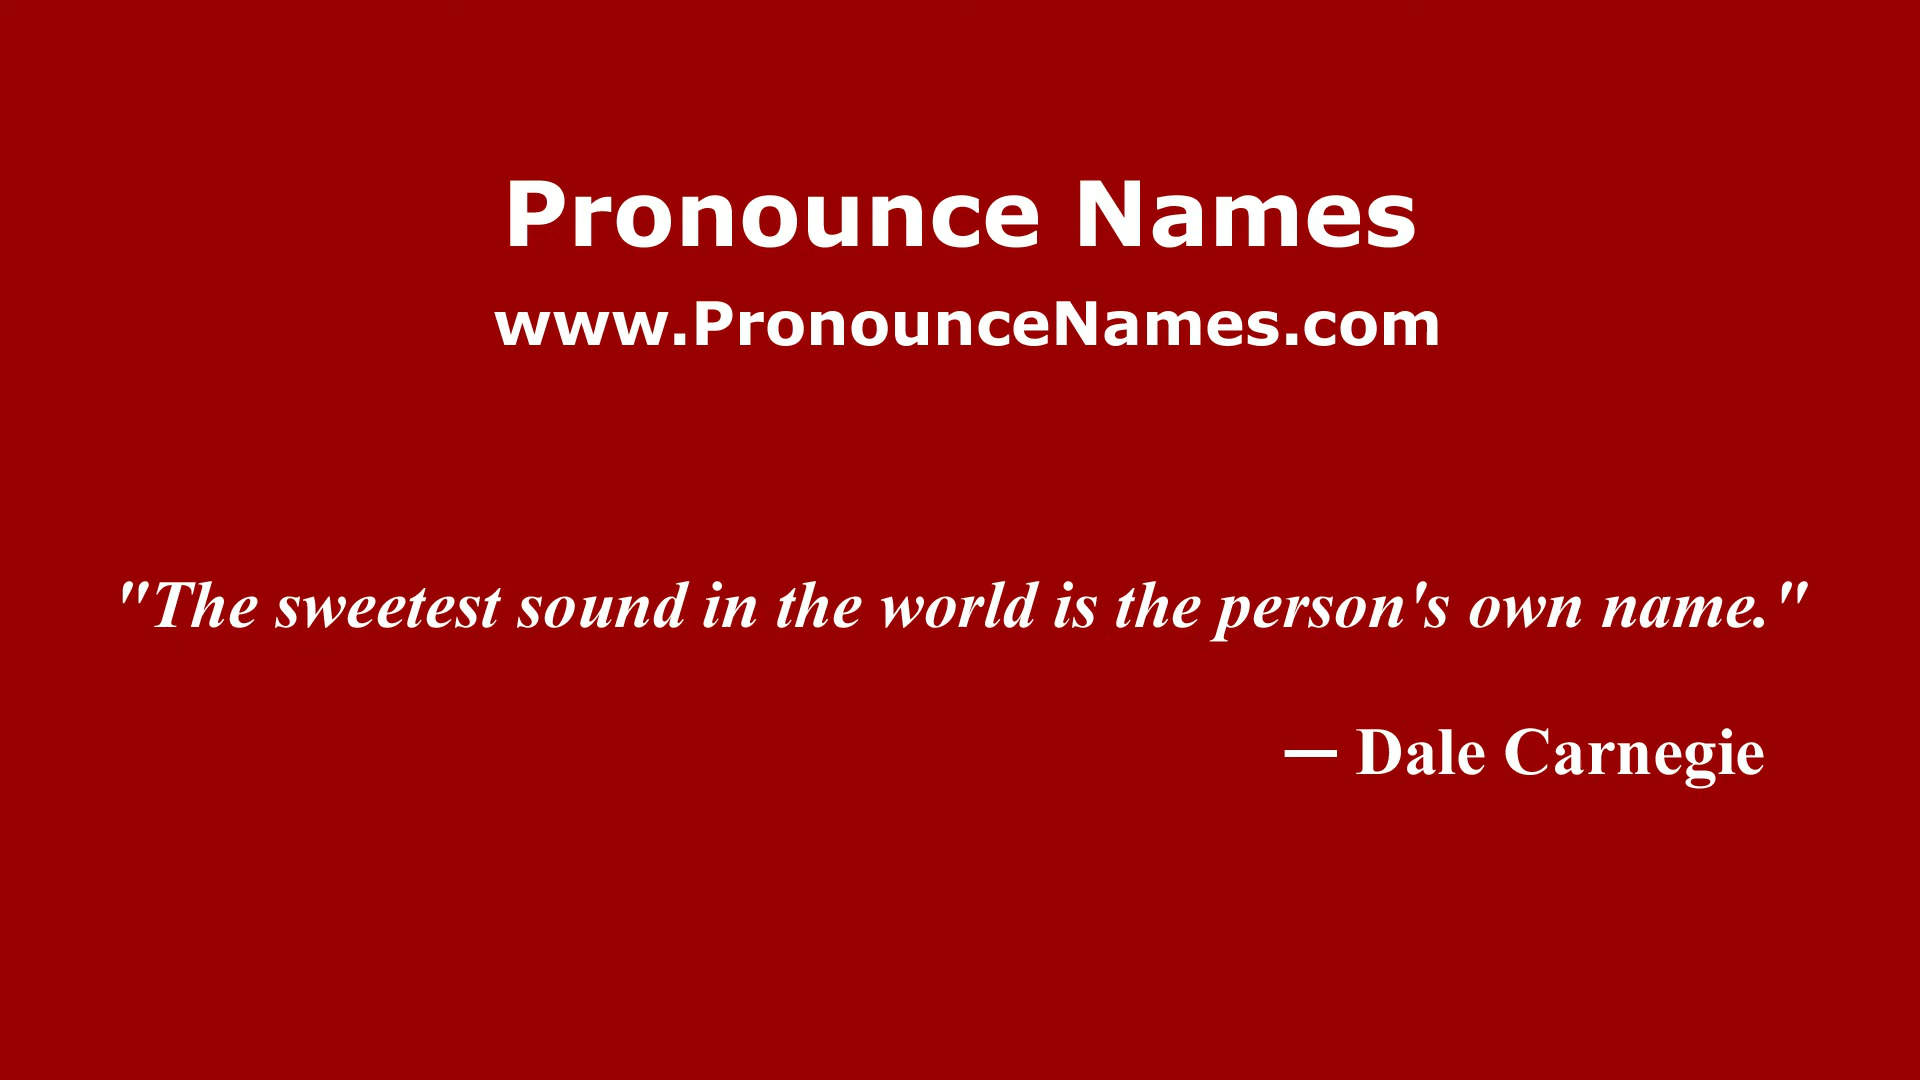 Pronounce Names
www.PronounceNames.com
"The sweetest sound in the world is the person's own name."
— Dale Carnegie